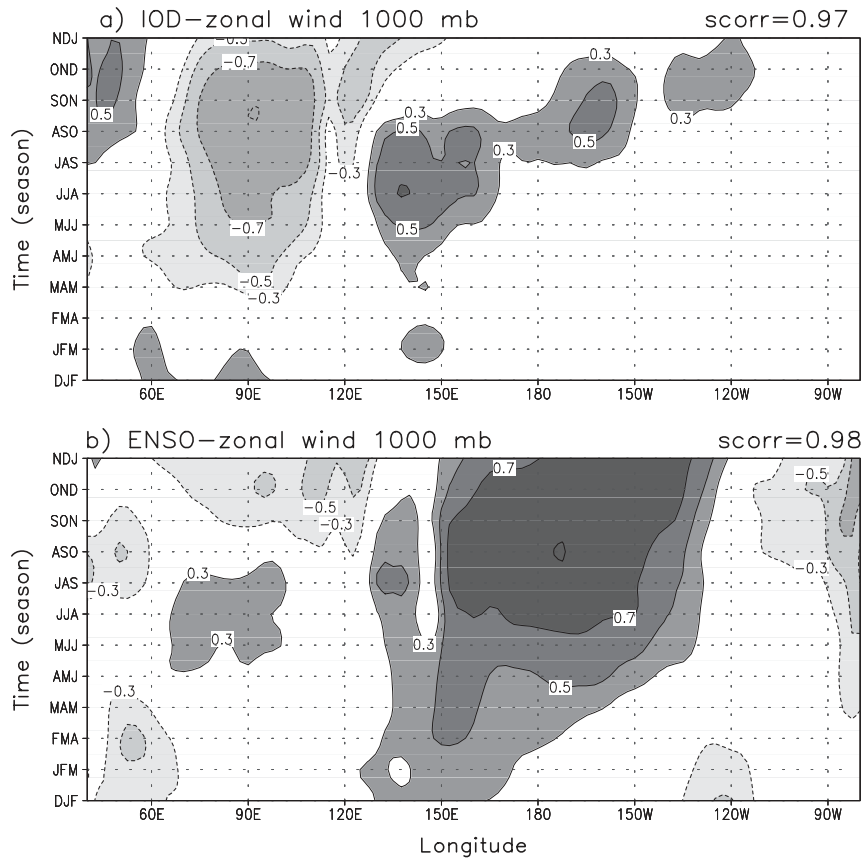 a) IOD-zonal wind 1000 mb scorr=0.97
NDJ
OND
SON
ASO
JAS
JJA
MJJ
AMJ
MAM
FMA
JFM
DJF
Time (season)
-0.3
-0.7
0.5
0.3
0.5
-0.3
0.3
0.3
0.5
0.3
-0.7
0.5
-0.5
-0.3
60E 90E 120E 150E 180 150W 120W 90W
b) ENSO-zonal wind 1000 mb scorr=0.98
NDJ
OND
SON
ASO
JAS
JJA
MJJ
AMJ
MAM
FMA
JFM
DJF
Time (season)
0.7
-0.5
-0.5
-0.3
-0.3
0.3
-0.3
0.7
0.3
0.3
0.5
-0.3
60E 90E 120E 150E 180 150W 120W 90W
Longitude